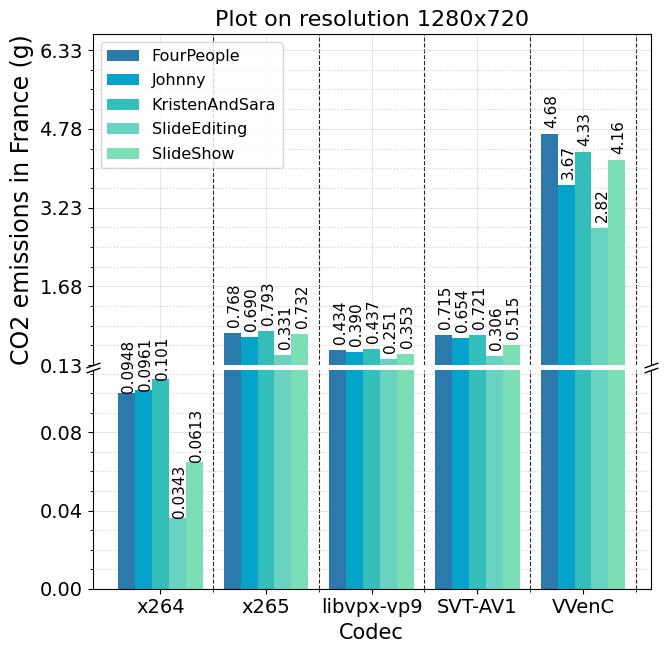 Plot on resolution 1280x720
CO2 emissions in France (g)
6.33
4.78
3.23
1.68
0.13
0.08
0.04
0.00
FourPeople
Johnny
KristenAndSara
SlideEditing
SlideShow
0.0948
0.0961
0.101
0.0343
0.0613
0.768
0.690
0.793
0.331
0.732
0.434
0.390
0.437
0.251
0.353
0.715
0.654
0.721
0.306
0.515
4.68
3.67
4.33
2.82
4.16
x264
x265
libvpx-vp9
SVT-AV1
VVenC
Codec